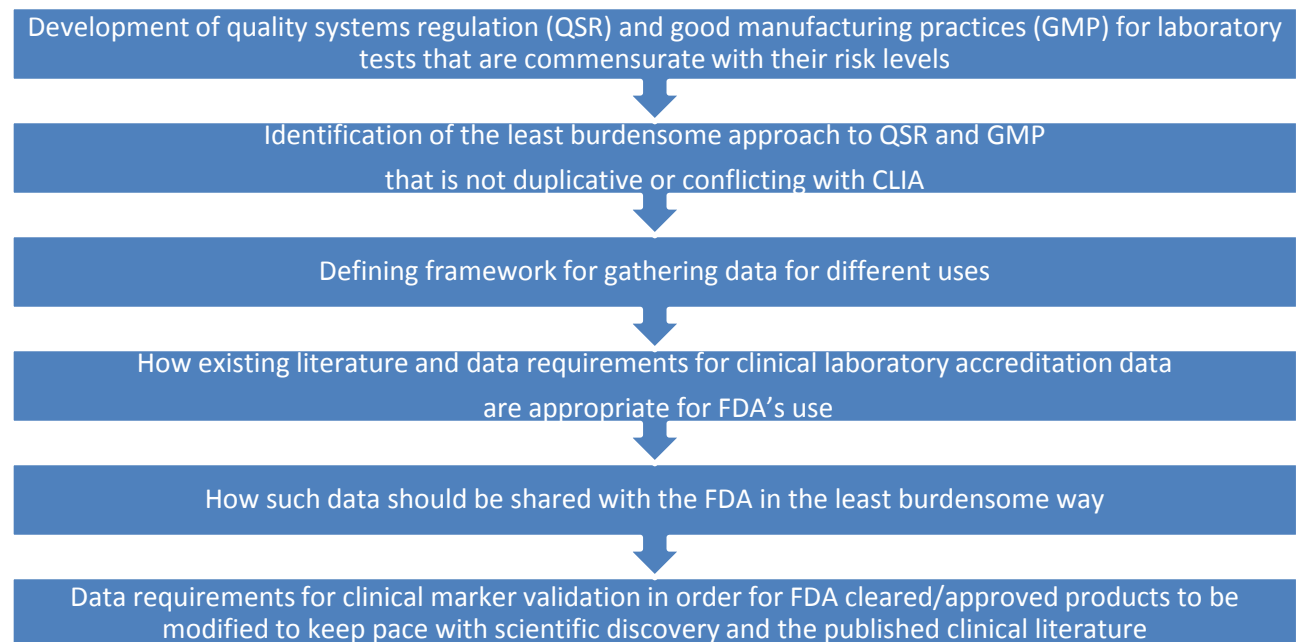 Development of quality systems regulation (QSR) and good manufacturing practices (GMP) for laboratory
tests that are commensurate with their risk levels
Identification of the least burdensome approach to QSR and GMP
that is not duplicative or conflicting with CLIA
Defining framework for gathering data for different uses
How existing literature and data requirements for clinical laboratory accreditation data
are appropriate for FDA’s use
How such data should be shared with the FDA in the least burdensome way
Data requirements for clinical marker validation in order for FDA cleared/approved products to be
modified to keep pace with scientific discovery and the published clinical literature